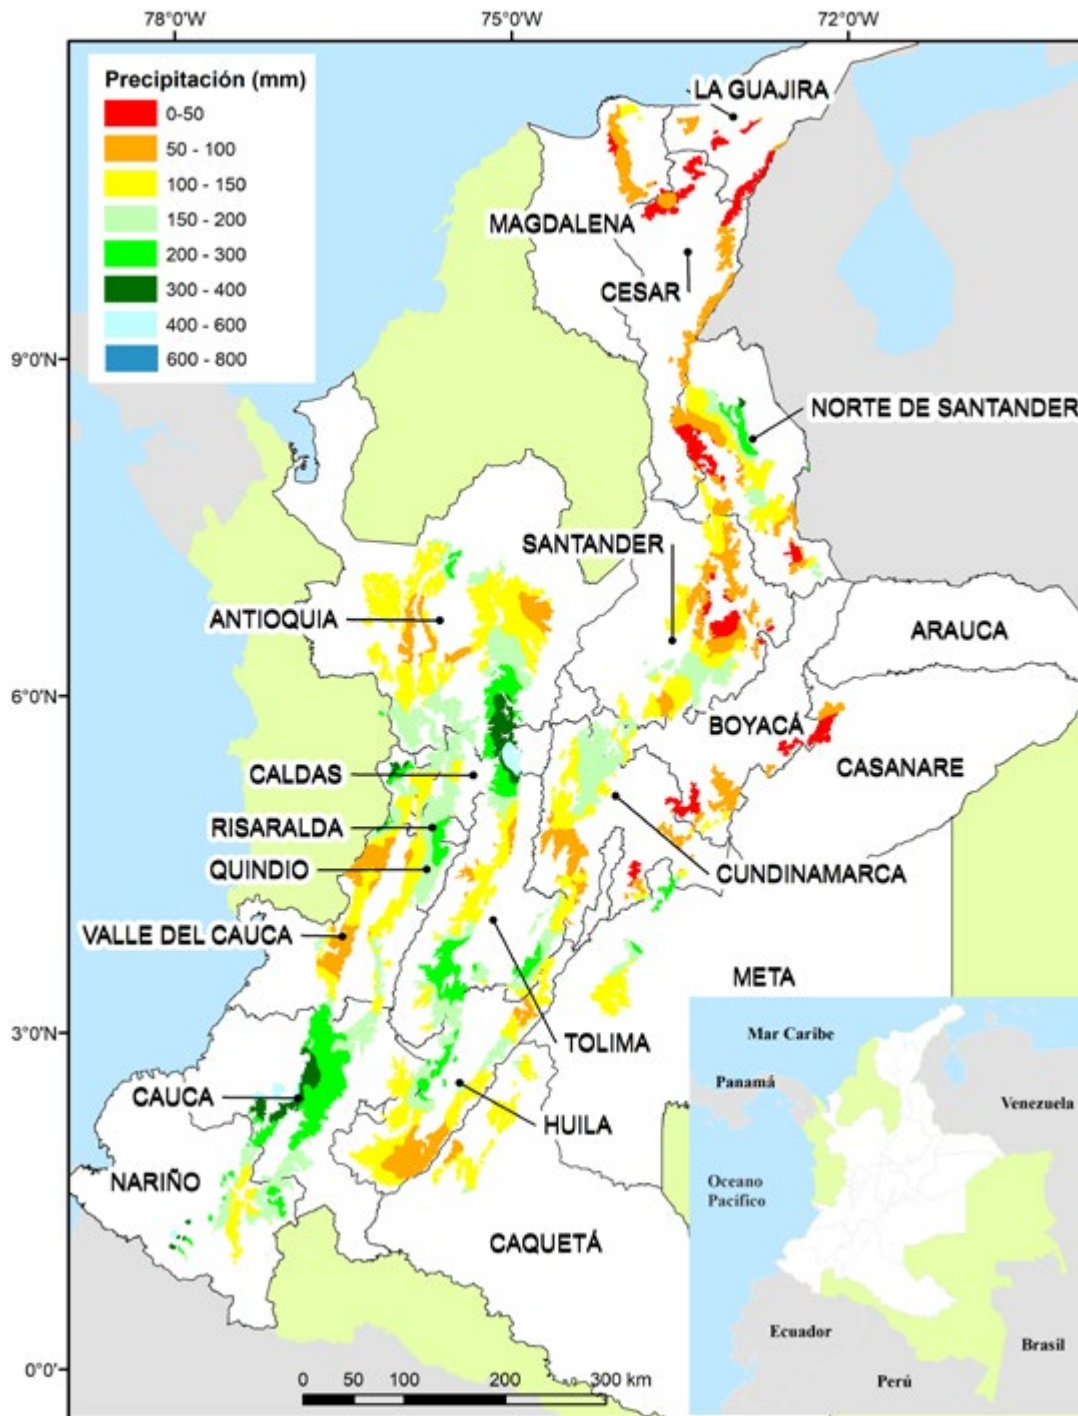 78°0'W
75°0'W
72°0'W
Precipitación (mm)
0-50
50 - 100
100 - 150
150 - 200
200 - 300
300 - 400
400 - 600
600 - 800
LA GUAJIRA
MAGDALENA
CESAR
9°0'N
NORTE DE SANTANDER
SANTANDER
ANTIOQUIA
ARAUCA
6°0'N
BOYACÁ
CASANARE
CALDAS
RISARALDA
QUINDIO
CUNDINAMARCA
VALLE DEL CAUCA
META
3°0'N
TOLIMA
CAUCA
HUILA
NARIÑO
CAQUETÁ
0°0'
0 50 100 200 300 km
Mar Caribe
Panamá
Venezuela
Oceano
Pacífico
Ecuador
Brasil
Perú